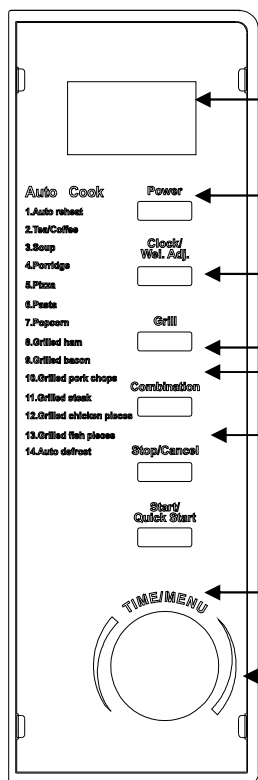 Auto Cook
1.Auto reheat
2.Tea/Coffee
3.Soup
4.Porridge
5.Pizza
6.Pasta
7.Popcorn
8.Grilled ham
9.Grilled bacon
10.Grilled pork chops
11.Grilled steak
12.Grilled chicken pieces
13.Grilled fish pieces
14.Auto defrost
Power
Clock/
Wei. Adj.
Grill
Combination
Stop/Cancel
Start/
Quick Start
TIME/MENU